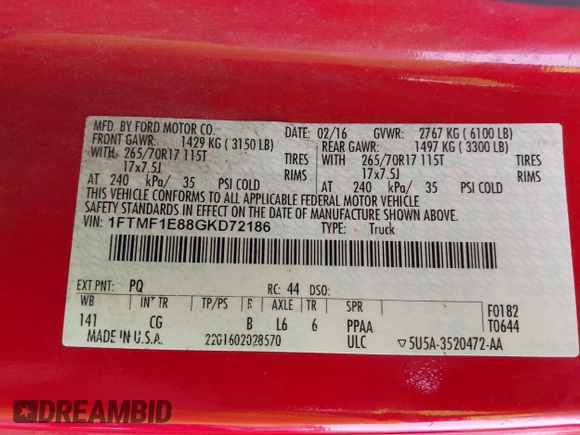 MFD. BY FORD MOTOR CO. DATE: 02/16 GVWR: 2767 KG ( 6100 LB)
FRONT GAWR: 1429 KG ( 3150 LB) REAR GAWR: 1497 KG ( 3300 LB)
WITH 265/70R17 115T TIRES WITH 265/70R17 115T TIRES
17x7.5J RIMS 17x7.5J RIMS
AT 240 kPa/ 35 PSI COLD AT 240 kPa/ 35 PSI COLD
THIS VEHICLE CONFORMS TO ALL APPLICABLE FEDERAL MOTOR VEHICLE
SAFETY STANDARDS IN EFFECT ON THE DATE OF MANUFACTURE SHOWN ABOVE.
VIN: 1FTMF1E88GKD72186 TYPE: Truck
EXT PNT: PQ RC: 44 DSO:
WB INT TR TP/PS R AXLE TR SPR F0182
141 CG B L6 6 PPAA T0644
MADE IN U.S.A. 22G1602028570 ULC ▽5U5A-3520472-AA
DREAMBID